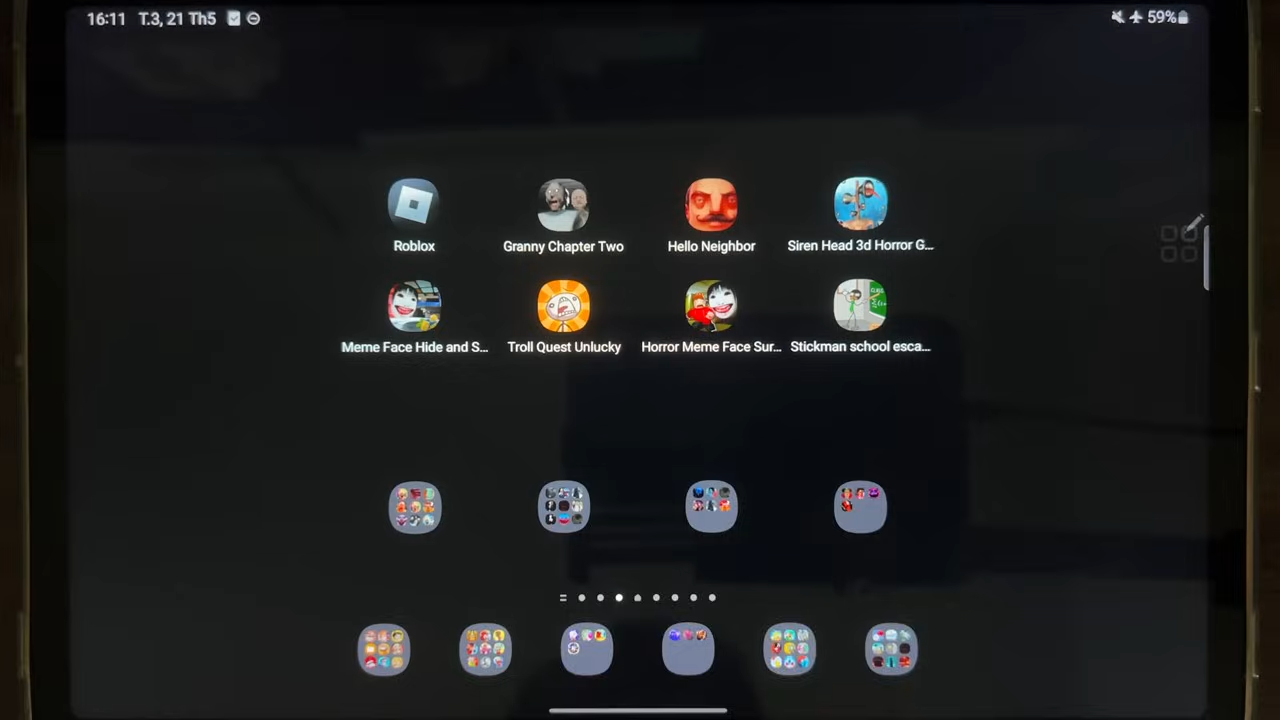 16:11 T.3, 21 Th5
59%
Roblox
Granny Chapter Two
Hello Neighbor
Siren Head 3d Horror G...
Meme Face Hide and S...
Troll Quest Unlucky
Horror Meme Face Sur...
Stickman school esca...